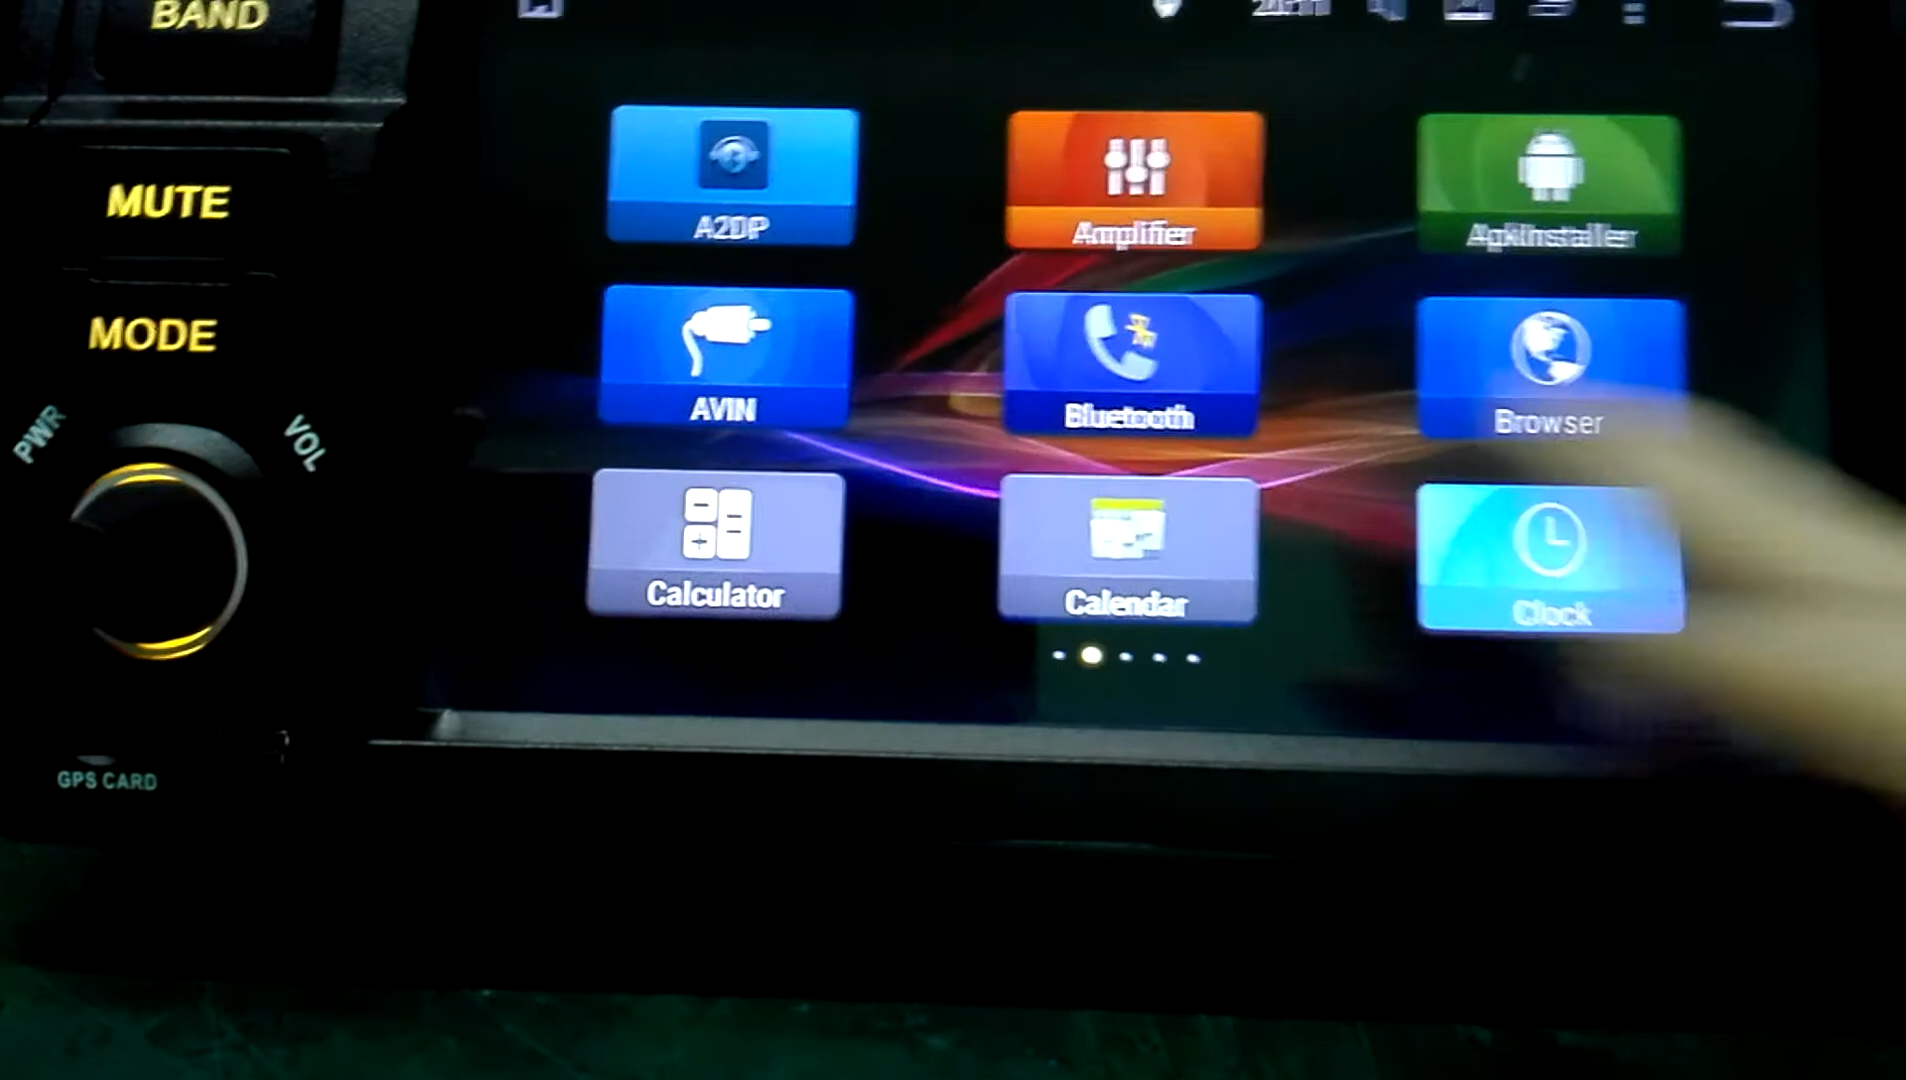 BAND
MUTE
MODE
PWR
VOL
GPS CARD
A2DP
Amplifier
ApkInstaller
AVIN
Bluetooth
Browser
Calculator
Calendar
Clock